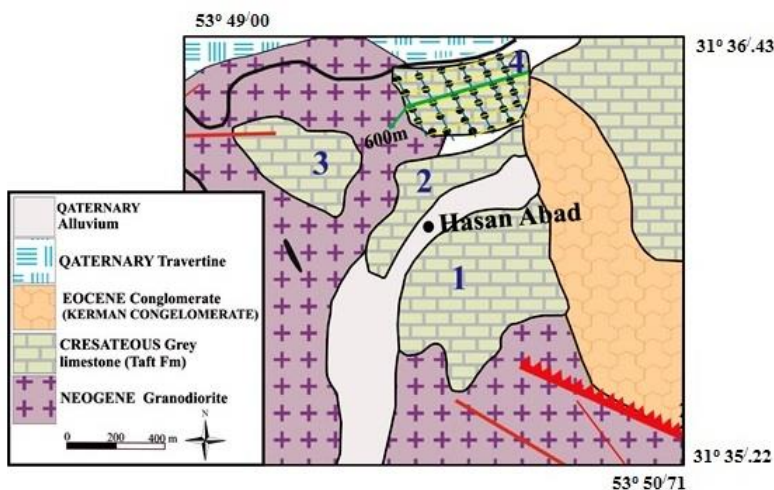 53° 49/00
31° 36/.43
4
600m
3
2
Hasan Abad
1
QATERNARY
Alluvium
QATERNARY Travertine
EOCENE Conglomerate
(KERMAN CONGELOMERATE)
CRESATEOUS Grey
limestone (Taft Fm)
NEOGENE Granodiorite
N
0 200 400 m
31° 35/.22
53° 50/71